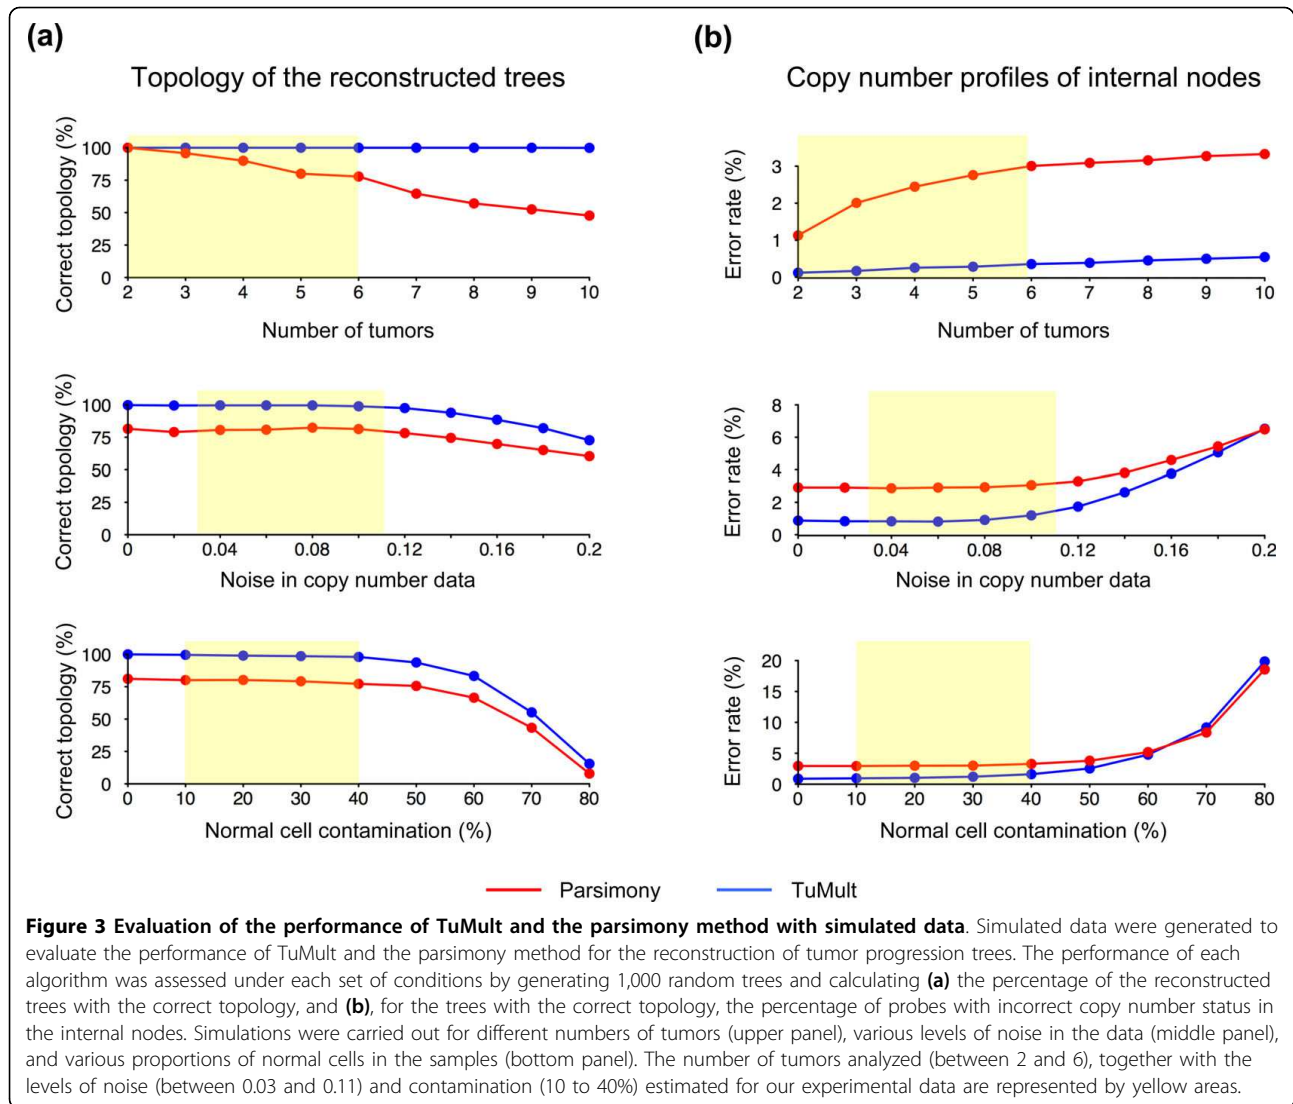 (a)
Topology of the reconstructed trees
Correct topology (%)
100
75
50
25
0
2 3 4 5 6 7 8 9 10
Number of tumors
Correct topology (%)
100
75
50
25
0
0 0.04 0.08 0.12 0.16 0.2
Noise in copy number data
Correct topology (%)
100
75
50
25
0
0 10 20 30 40 50 60 70 80
Normal cell contamination (%)
(b)
Copy number profiles of internal nodes
Error rate (%)
3
2
1
0
2 3 4 5 6 7 8 9 10
Number of tumors
Error rate (%)
8
6
4
2
0
0 0.04 0.08 0.12 0.16 0.2
Noise in copy number data
Error rate (%)
20
15
10
5
0
0 10 20 30 40 50 60 70 80
Normal cell contamination (%)
Parsimony TuMult
Figure 3 Evaluation of the performance of TuMult and the parsimony method with simulated data. Simulated data were generated to
evaluate the performance of TuMult and the parsimony method for the reconstruction of tumor progression trees. The performance of each
algorithm was assessed under each set of conditions by generating 1,000 random trees and calculating (a) the percentage of the reconstructed
trees with the correct topology, and (b), for the trees with the correct topology, the percentage of probes with incorrect copy number status in
the internal nodes. Simulations were carried out for different numbers of tumors (upper panel), various levels of noise in the data (middle panel),
and various proportions of normal cells in the samples (bottom panel). The number of tumors analyzed (between 2 and 6), together with the
levels of noise (between 0.03 and 0.11) and contamination (10 to 40%) estimated for our experimental data are represented by yellow areas.